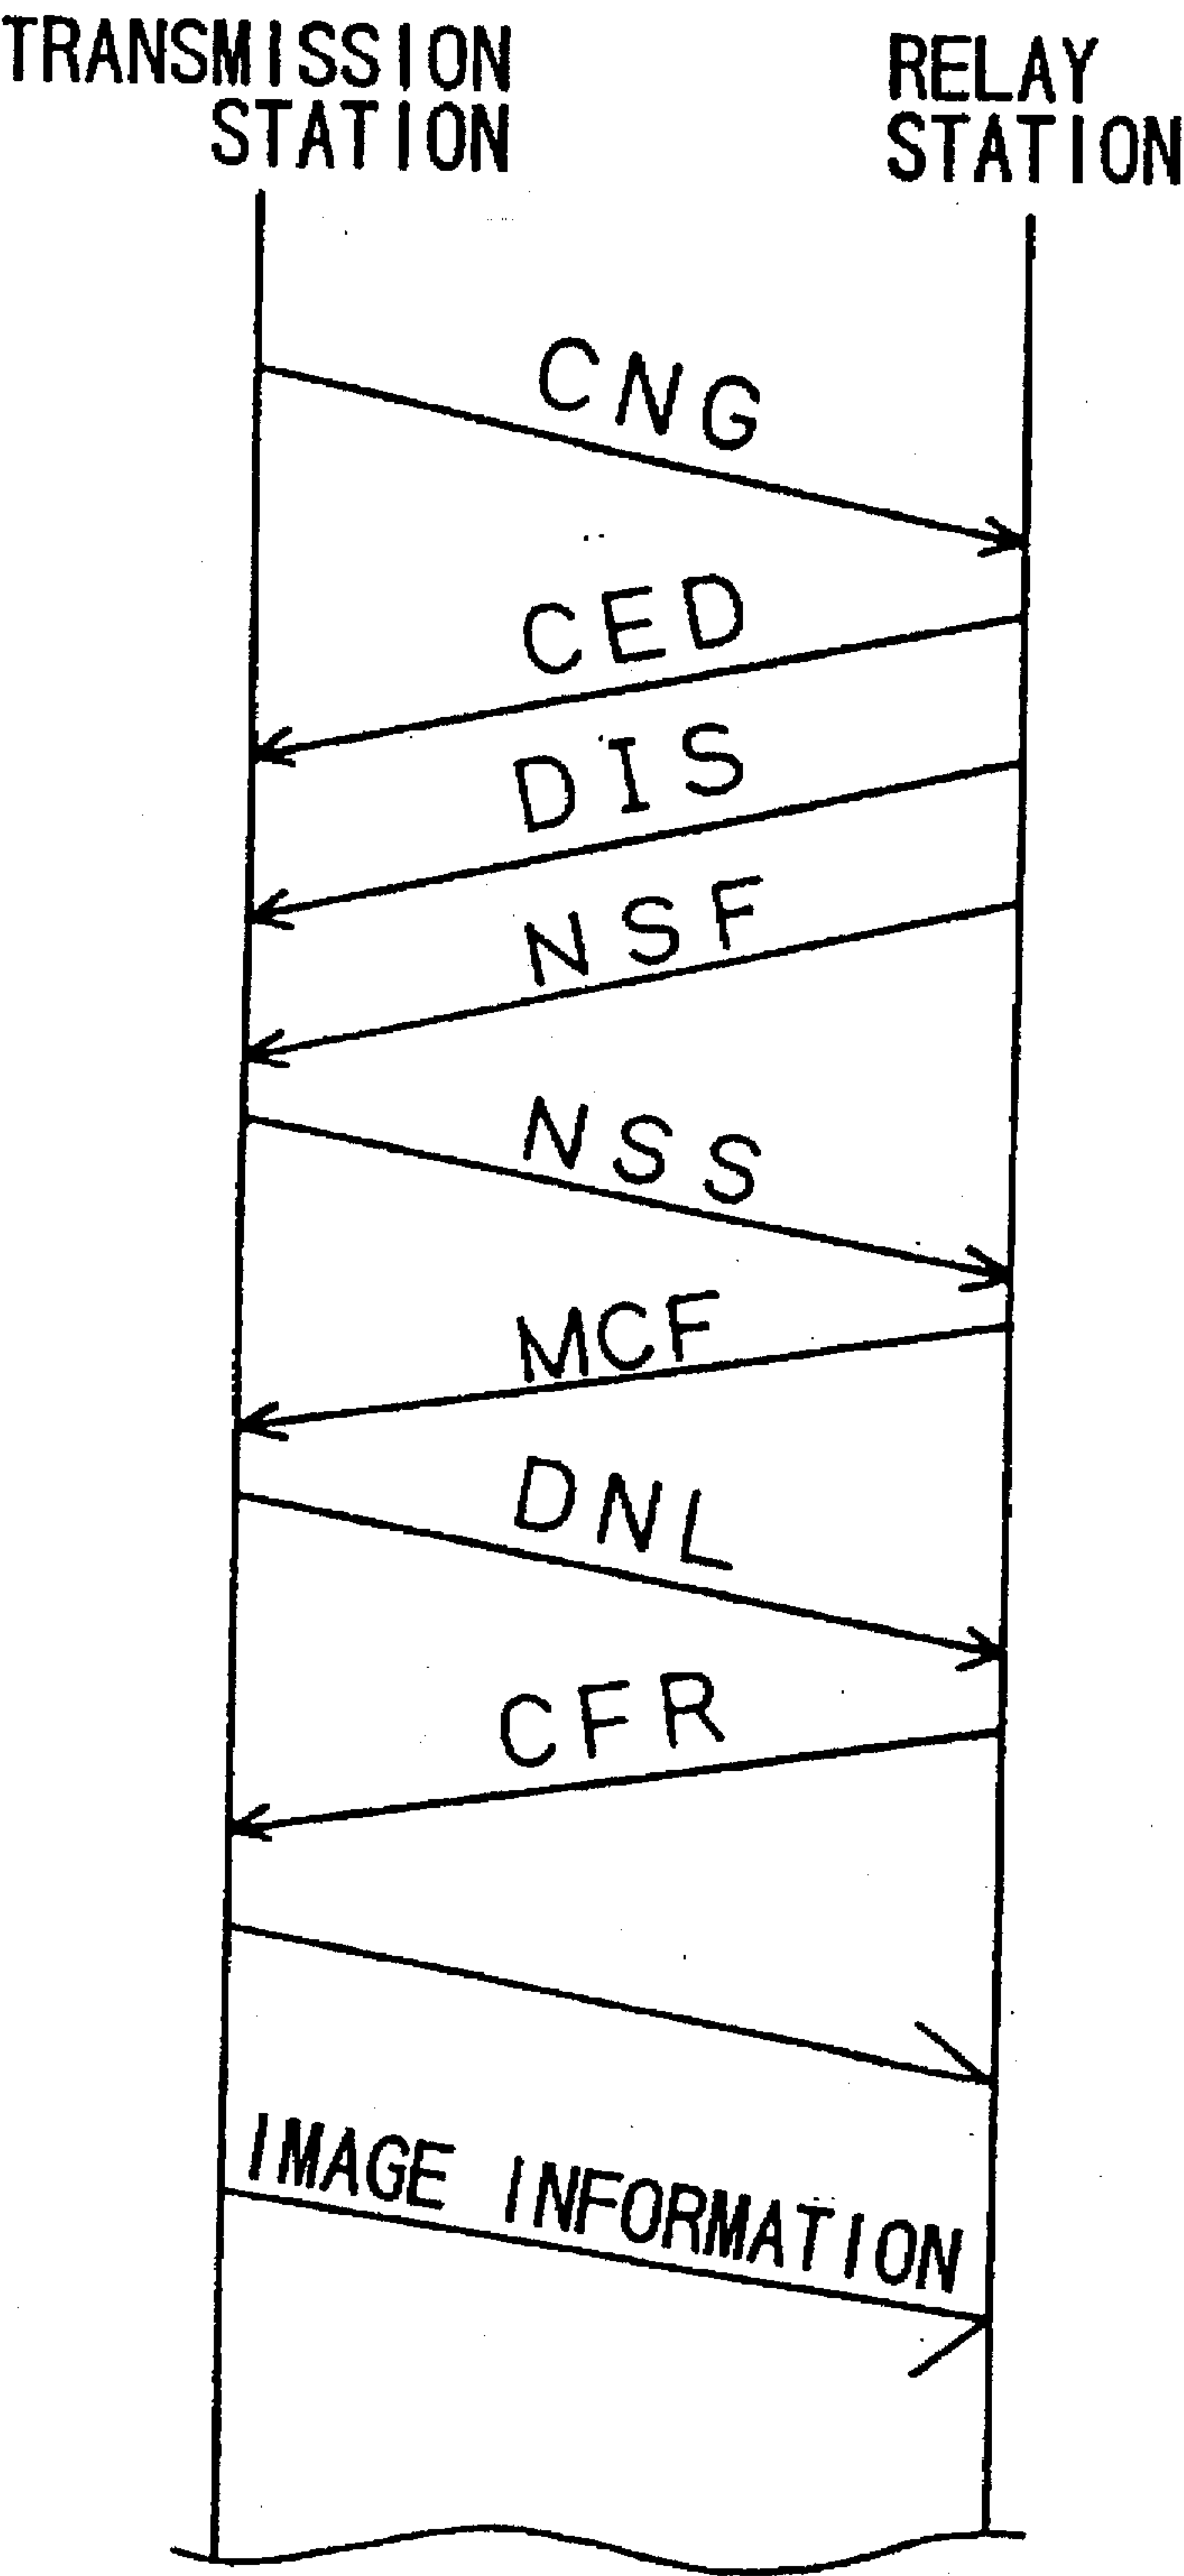 TRANSMISSION
STATION
RELAY
STATION
CNG
CED
DIS
NSF
NSS
MCF
DNL
CFR
IMAGE INFORMATION